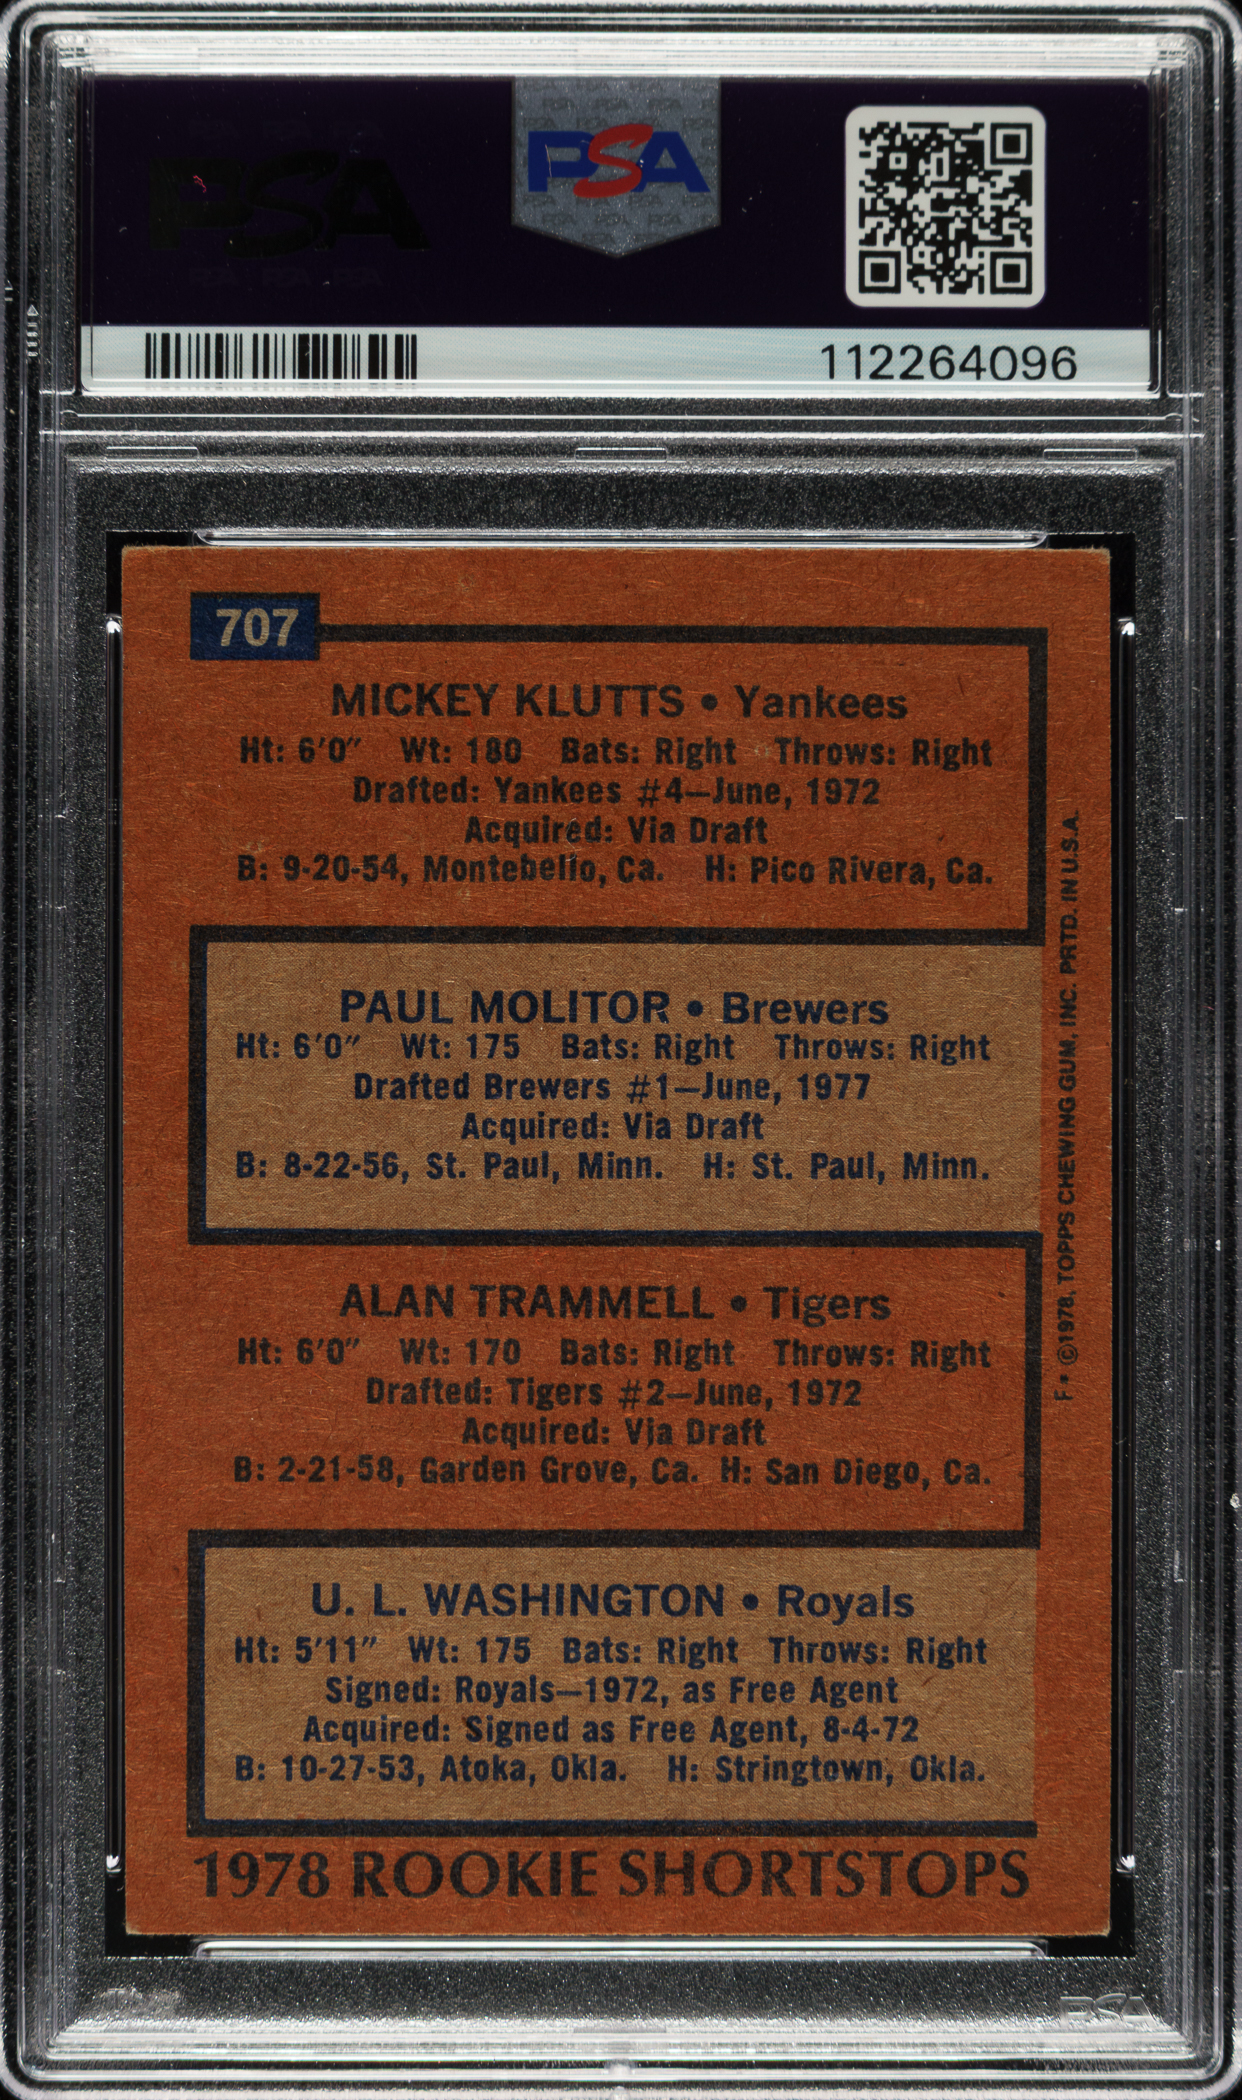 PSA
PSA
112264096
707
MICKEY KLUTTS • Yankees
Ht: 6'0" Wt: 180 Bats: Right Throws: Right
Drafted: Yankees #4—June, 1972
Acquired: Via Draft
B: 9-20-54, Montebello, Ca. H: Pico Rivera, Ca.
PAUL MOLITOR • Brewers
Ht: 6'0" Wt: 175 Bats: Right Throws: Right
Drafted Brewers #1—June, 1977
Acquired: Via Draft
B: 8-22-56, St. Paul, Minn. H: St. Paul, Minn.
ALAN TRAMMELL • Tigers
Ht: 6'0" Wt: 170 Bats: Right Throws: Right
Drafted: Tigers #2—June, 1972
Acquired: Via Draft
B: 2-21-58, Garden Grove, Ca. H: San Diego, Ca.
U. L. WASHINGTON • Royals
Ht: 5'11" Wt: 175 Bats: Right Throws: Right
Signed: Royals—1972, as Free Agent
Acquired: Signed as Free Agent, 8-4-72
B: 10-27-53, Atoka, Okla. H: Stringtown, Okla.
1978 ROOKIE SHORTSTOPS
F• ©1978, TOPPS CHEWING GUM, INC. PRTD. IN U.S.A.
PSA